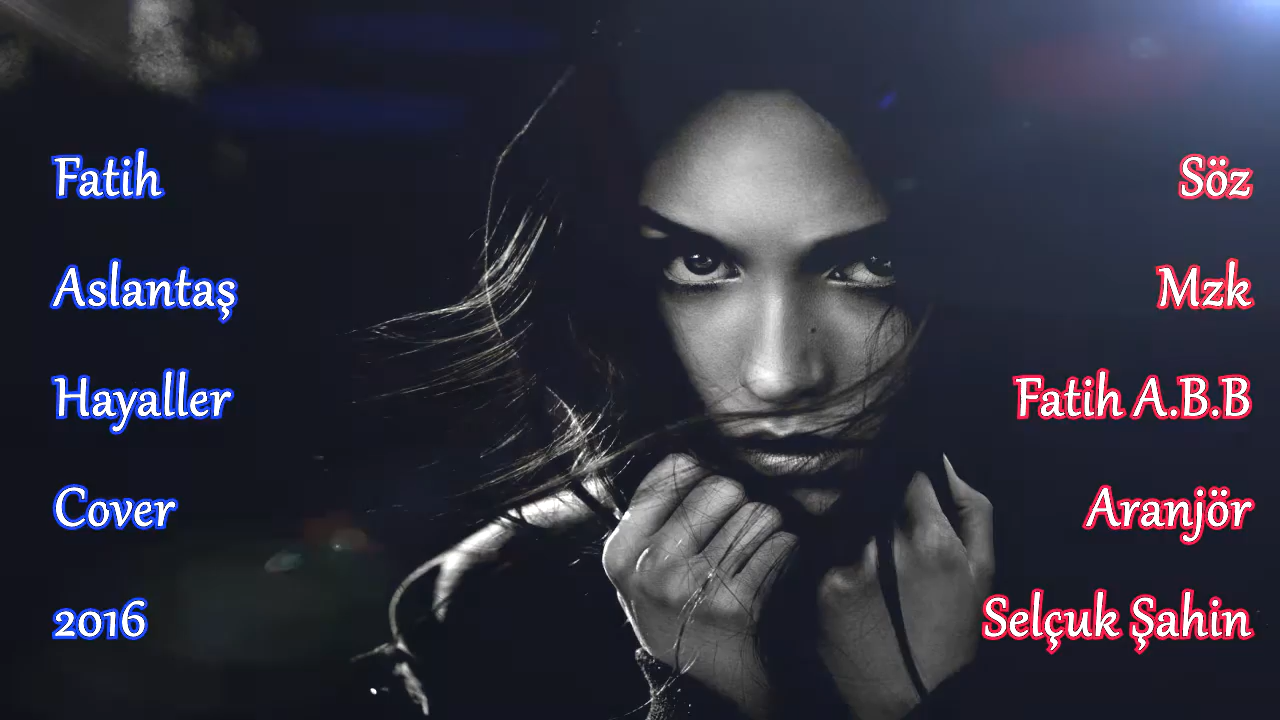 Fatih
Aslantaş
Hayaller
Cover
2016
Söz
Mzk
Fatih A.B.B
Aranjör
Selçuk Şahin